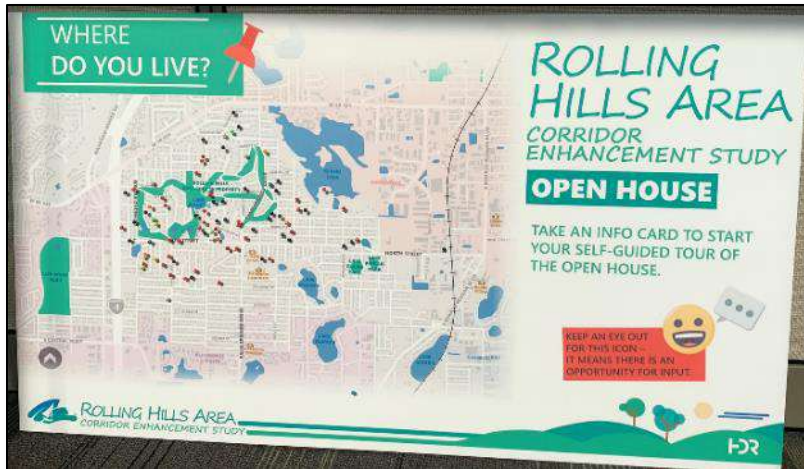 WHERE
DO YOU LIVE?
ROLLING
HILLS AREA
CORRIDOR
ENHANCEMENT STUDY
OPEN HOUSE
TAKE AN INFO CARD TO START
YOUR SELF-GUIDED TOUR OF
THE OPEN HOUSE.
NORTH STREET
KEEP AN EYE OUT
FOR THIS ICON –
IT MEANS THERE IS AN
OPPORTUNITY FOR INPUT.
ROLLING HILLS AREA
CORRIDOR ENHANCEMENT STUDY
HDR